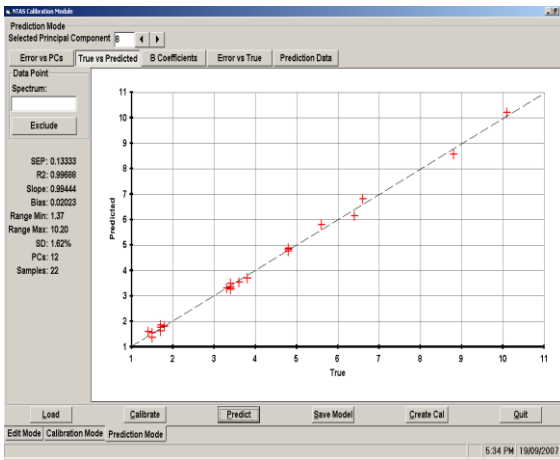 NTAS Calibration Module
Prediction Mode
Selected Principal Component 8
Error vs PCs True vs Predicted B Coefficients Error vs True Prediction Data
Data Point
Spectrum:
Exclude
SEP: 0.13333
R2: 0.99688
Slope: 0.99444
Bias: 0.02023
Range Min: 1.37
Range Max: 10.20
SD: 1.62%
PCs: 12
Samples: 22
Predicted
11
10
9
8
7
6
5
4
3
2
1
1 2 3 4 5 6 7 8 9 10 11
True
Load Calibrate Predict Save Model Create Cal Quit
Edit Mode Calibration Mode Prediction Mode
5:34 PM 19/09/2007